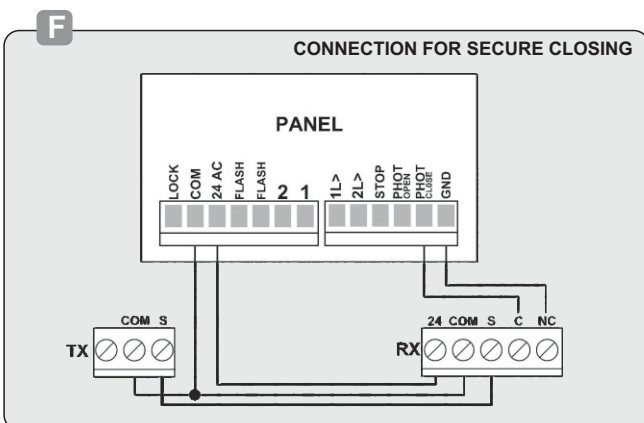 F
CONNECTION FOR SECURE CLOSING
PANEL
LOCK
COM
24 AC
FLASH
FLASH
2
1
1L>
2L>
STOP
PHOT
OPEN
PHOT
CLOSE
GND
TX
COM S
RX
24 COM S C NC